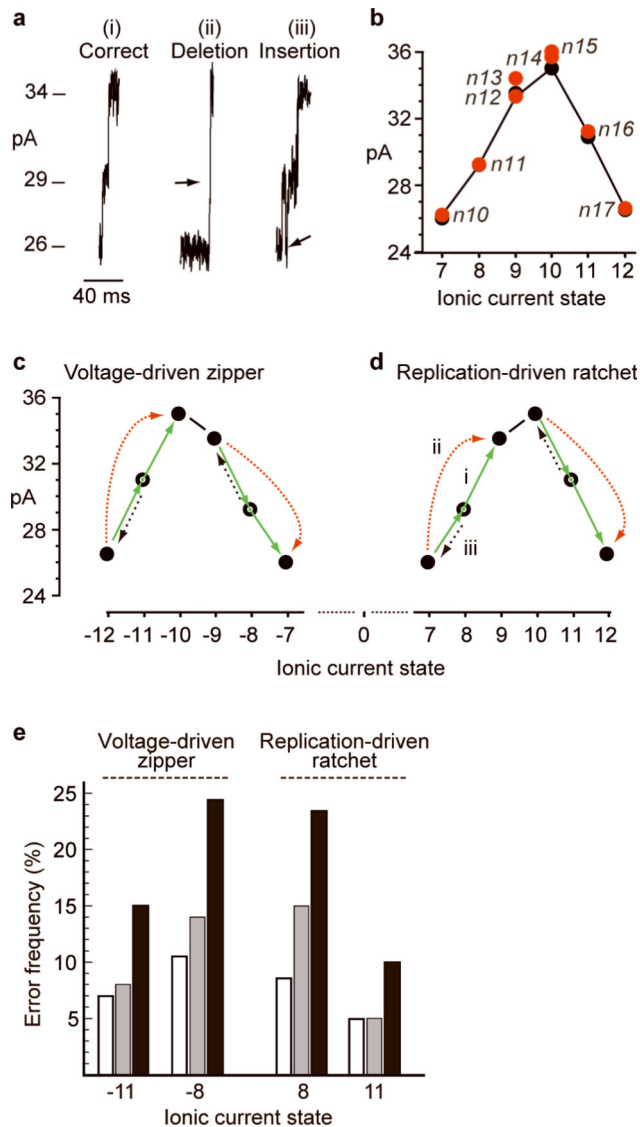 a
(i) (ii) (iii)
Correct Deletion Insertion
34
pA
29
26
40 ms
b
36
33
30
27
24
pA
n10
n11
n12
n13
n14
n15
n16
n17
7 8 9 10 11 12
Ionic current state
c
Voltage-driven zipper
36
31
28
24
pA
-12 -11 -10 -9 -8 -7 0
d
Replication-driven ratchet
i
ii
iii
7 8 9 10 11 12
Ionic current state
e
Voltage-driven zipper
Replication-driven ratchet
25
20
15
10
5
Error frequency (%)
-11 -8 8 11
Ionic current state